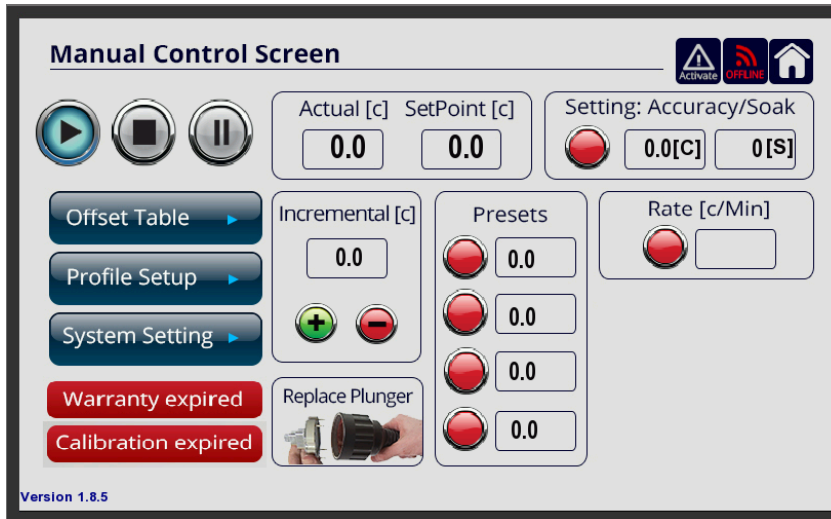 Manual Control Screen
Activate
OFFLINE
Actual [c] SetPoint [c]
0.0 0.0
Setting: Accuracy/Soak
0.0[C] 0[S]
Offset Table
Profile Setup
System Setting
Incremental [c]
0.0
Presets
0.0
0.0
0.0
0.0
Rate [c/Min]
Warranty expired
Calibration expired
Replace Plunger
Version 1.8.5